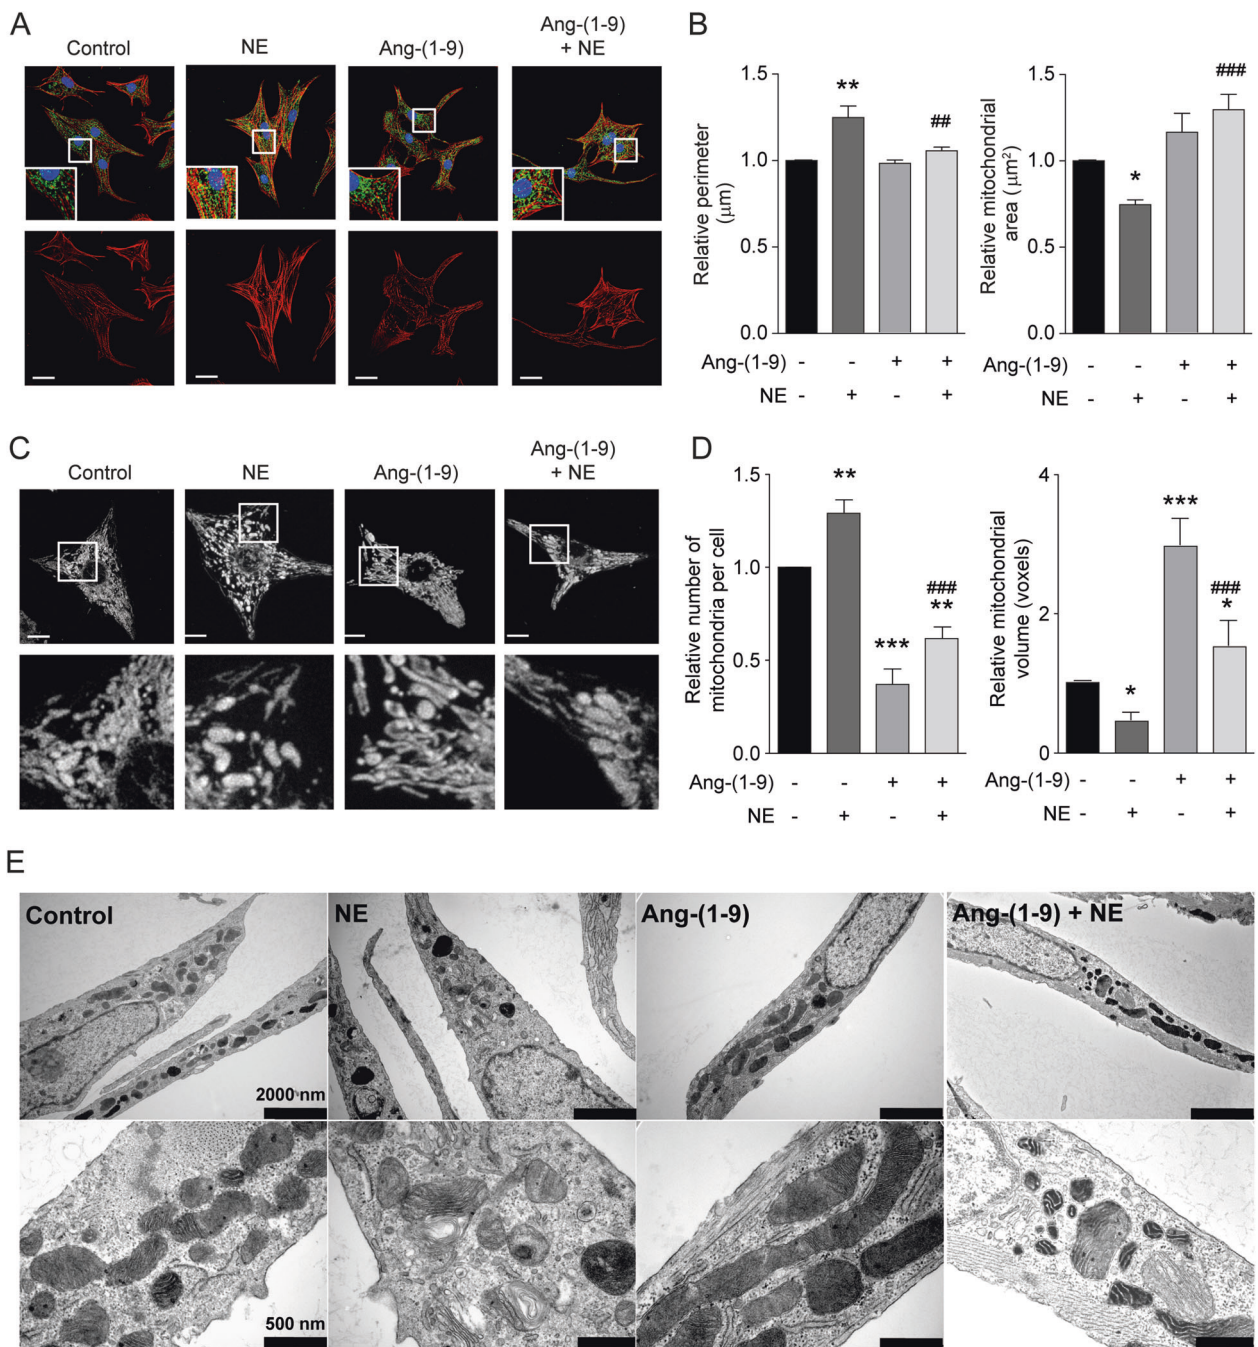 A
Control
NE
Ang-(1-9)
Ang-(1-9)
+ NE
B
Relative perimeter
(μm)
1.5
1.0
0.5
0.0
**
##
Ang-(1-9) - - + +
NE - + - +
Relative mitochondrial
area (μm²)
1.5
1.0
0.5
0.0
*
###
Ang-(1-9) - - + +
NE - + - +
C
Control
NE
Ang-(1-9)
Ang-(1-9)
+ NE
D
Relative number of
mitochondria per cell
1.5
1.0
0.5
0.0
**
***
###
**
Ang-(1-9) - - + +
NE - + - +
Relative mitochondrial
volume (voxels)
4
2
0
*
***
###
*
Ang-(1-9) - - + +
NE - + - +
E
Control
NE
Ang-(1-9)
Ang-(1-9) + NE
2000 nm
500 nm